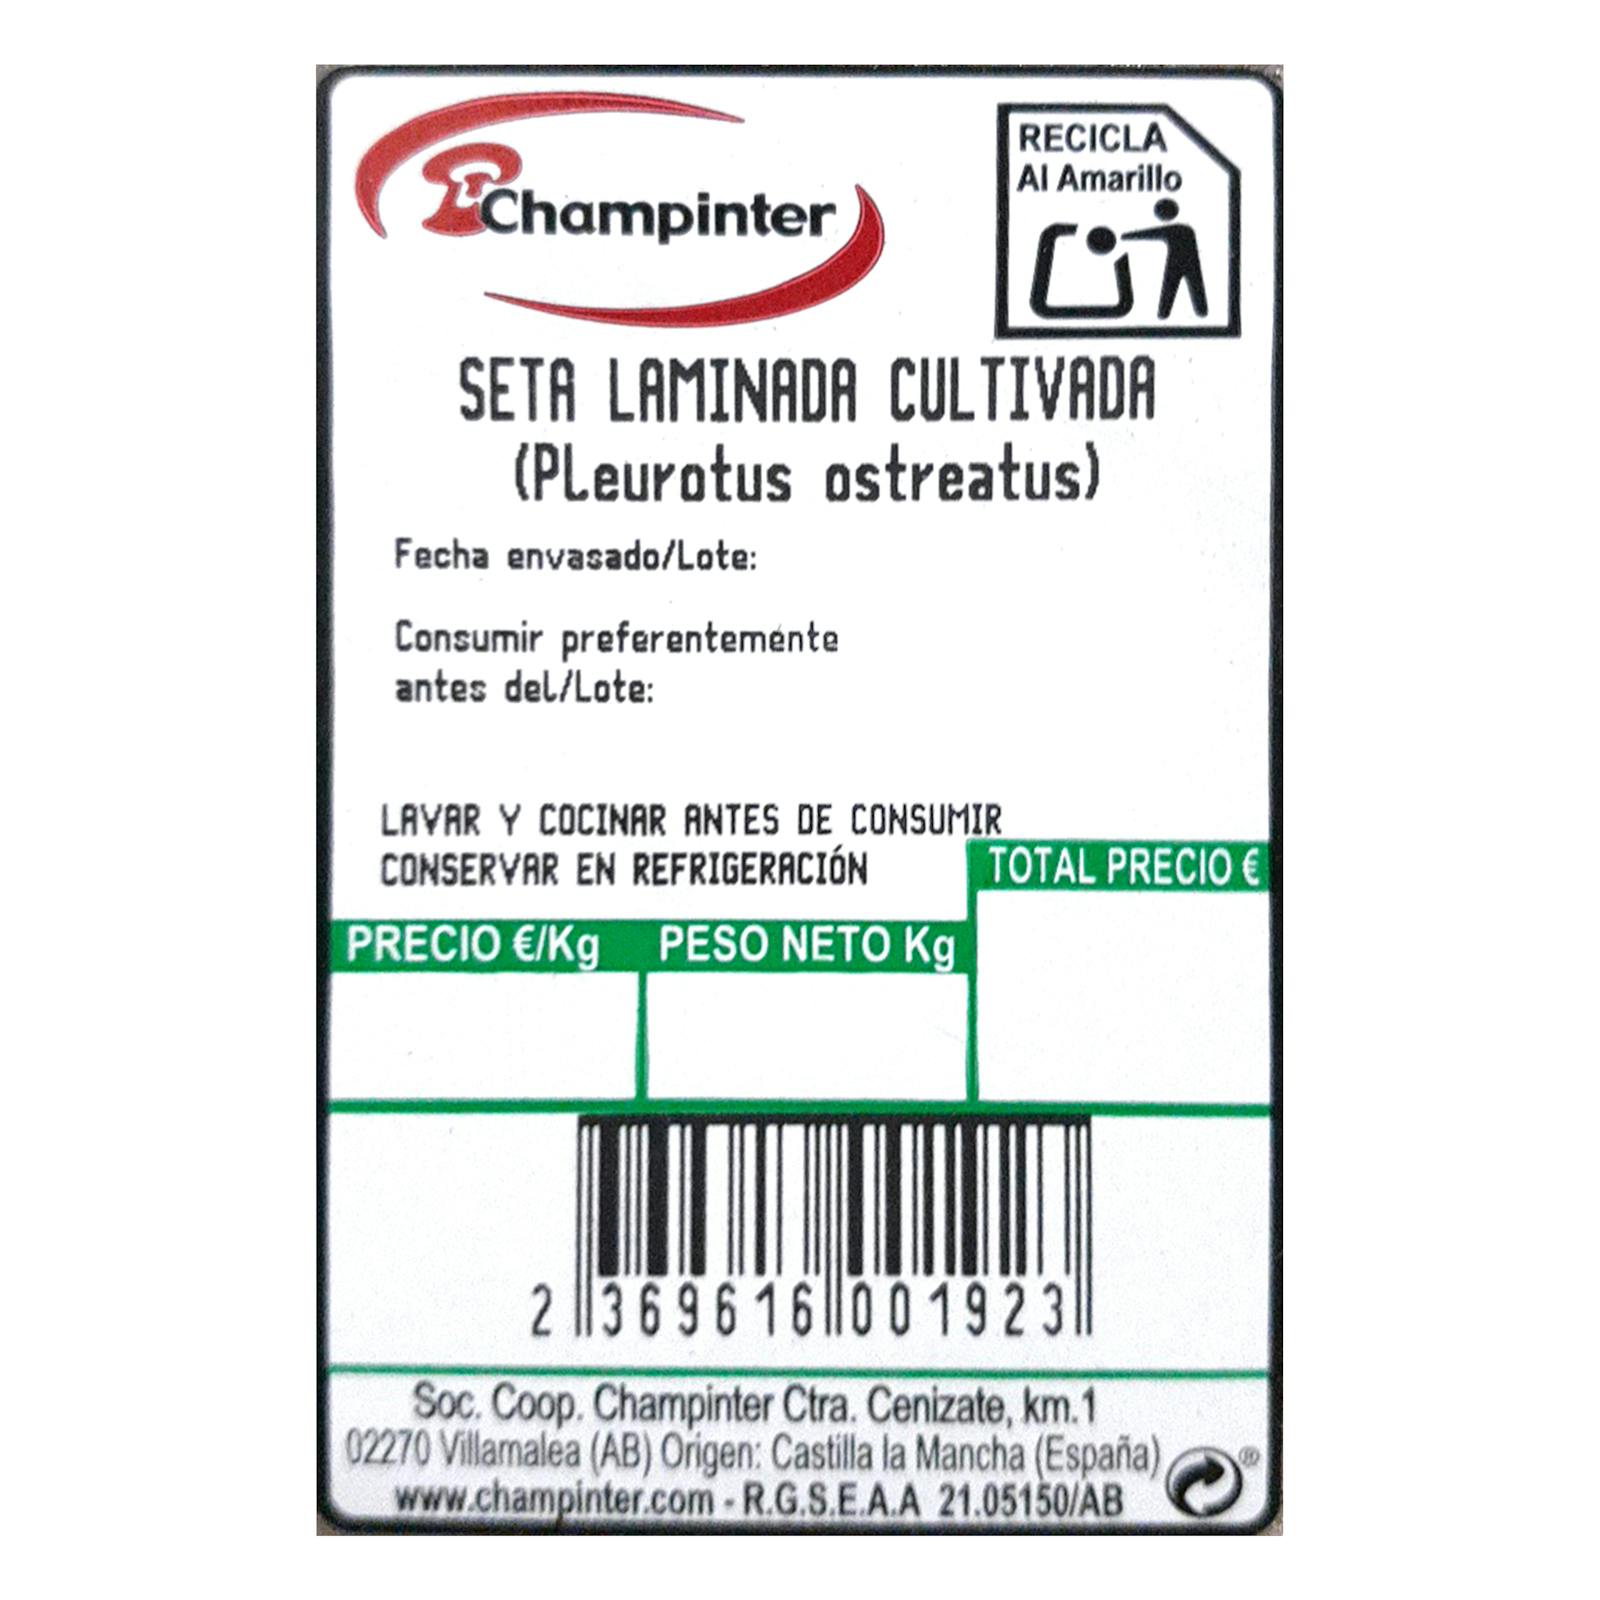 Champinter
RECICLA
Al Amarillo
SETA LAMINADA CULTIVADA
(Pleurotus ostreatus)
Fecha envasado/Lote:
Consumir preferentemente
antes del/Lote:
LAVAR Y COCINAR ANTES DE CONSUMIR
CONSERVAR EN REFRIGERACIÓN
TOTAL PRECIO €
PRECIO €/Kg PESO NETO Kg
2 369616 001923
Soc. Coop. Champinter Ctra. Cenizate, km.1
02270 Villamalea (AB) Origen: Castilla la Mancha (España)
®
www.champinter.com - R.G.S.E.A.A 21.05150/AB